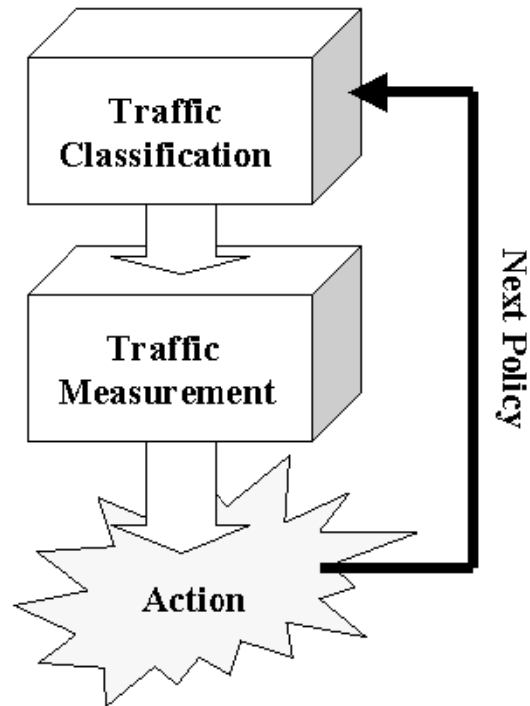 Traffic
Classification
Traffic
Measurement
Action
Next Policy